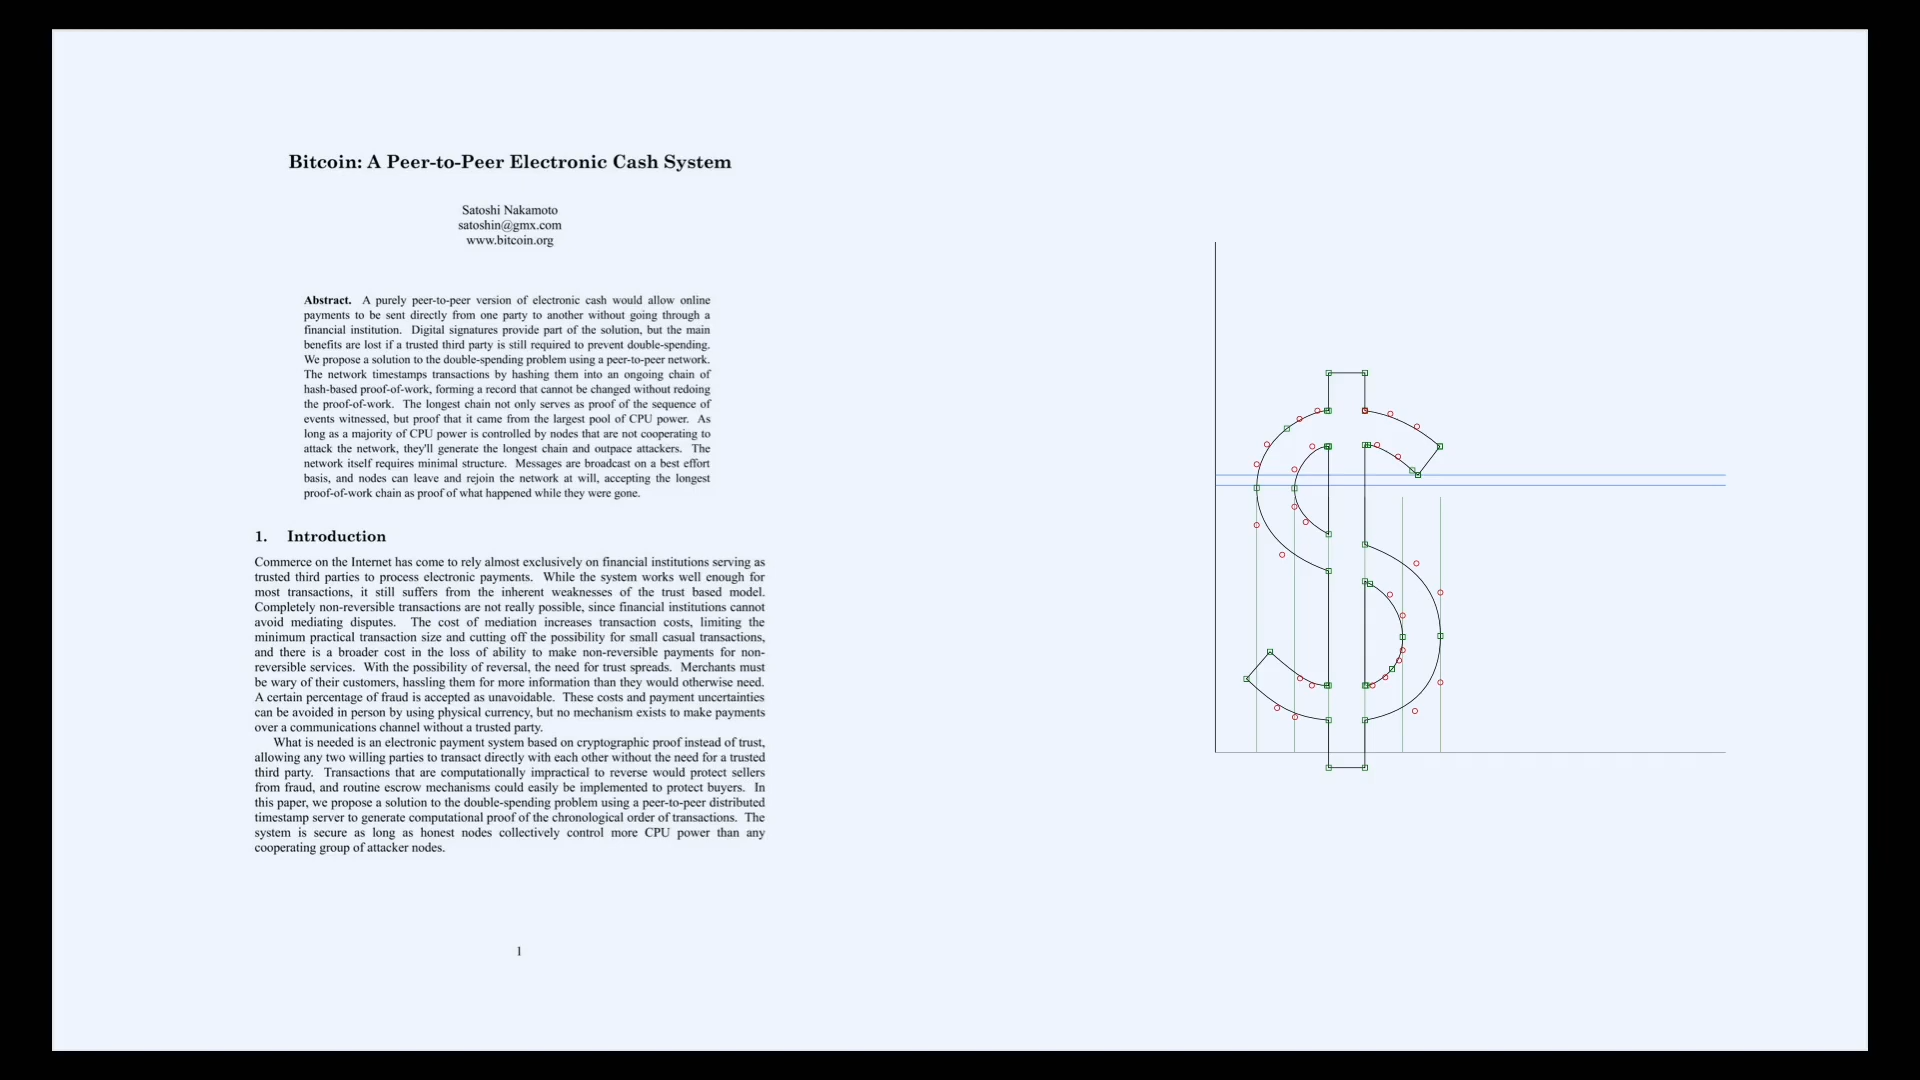 Bitcoin: A Peer-to-Peer Electronic Cash System
Satoshi Nakamoto
satoshin@gmx.com
www.bitcoin.org
Abstract. A purely peer-to-peer version of electronic cash would allow online
payments to be sent directly from one party to another without going through a
financial institution. Digital signatures provide part of the solution, but the main
benefits are lost if a trusted third party is still required to prevent double-spending.
We propose a solution to the double-spending problem using a peer-to-peer network.
The network timestamps transactions by hashing them into an ongoing chain of
hash-based proof-of-work, forming a record that cannot be changed without redoing
the proof-of-work. The longest chain not only serves as proof of the sequence of
events witnessed, but proof that it came from the largest pool of CPU power. As
long as a majority of CPU power is controlled by nodes that are not cooperating to
attack the network, they'll generate the longest chain and outpace attackers. The
network itself requires minimal structure. Messages are broadcast on a best effort
basis, and nodes can leave and rejoin the network at will, accepting the longest
proof-of-work chain as proof of what happened while they were gone.
1. Introduction
Commerce on the Internet has come to rely almost exclusively on financial institutions serving as
trusted third parties to process electronic payments. While the system works well enough for
most transactions, it still suffers from the inherent weaknesses of the trust based model.
Completely non-reversible transactions are not really possible, since financial institutions cannot
avoid mediating disputes. The cost of mediation increases transaction costs, limiting the
minimum practical transaction size and cutting off the possibility for small casual transactions,
and there is a broader cost in the loss of ability to make non-reversible payments for non-
reversible services. With the possibility of reversal, the need for trust spreads. Merchants must
be wary of their customers, hassling them for more information than they would otherwise need.
A certain percentage of fraud is accepted as unavoidable. These costs and payment uncertainties
can be avoided in person by using physical currency, but no mechanism exists to make payments
over a communications channel without a trusted party.
What is needed is an electronic payment system based on cryptographic proof instead of trust,
allowing any two willing parties to transact directly with each other without the need for a trusted
third party. Transactions that are computationally impractical to reverse would protect sellers
from fraud, and routine escrow mechanisms could easily be implemented to protect buyers. In
this paper, we propose a solution to the double-spending problem using a peer-to-peer distributed
timestamp server to generate computational proof of the chronological order of transactions. The
system is secure as long as honest nodes collectively control more CPU power than any
cooperating group of attacker nodes.
1
$